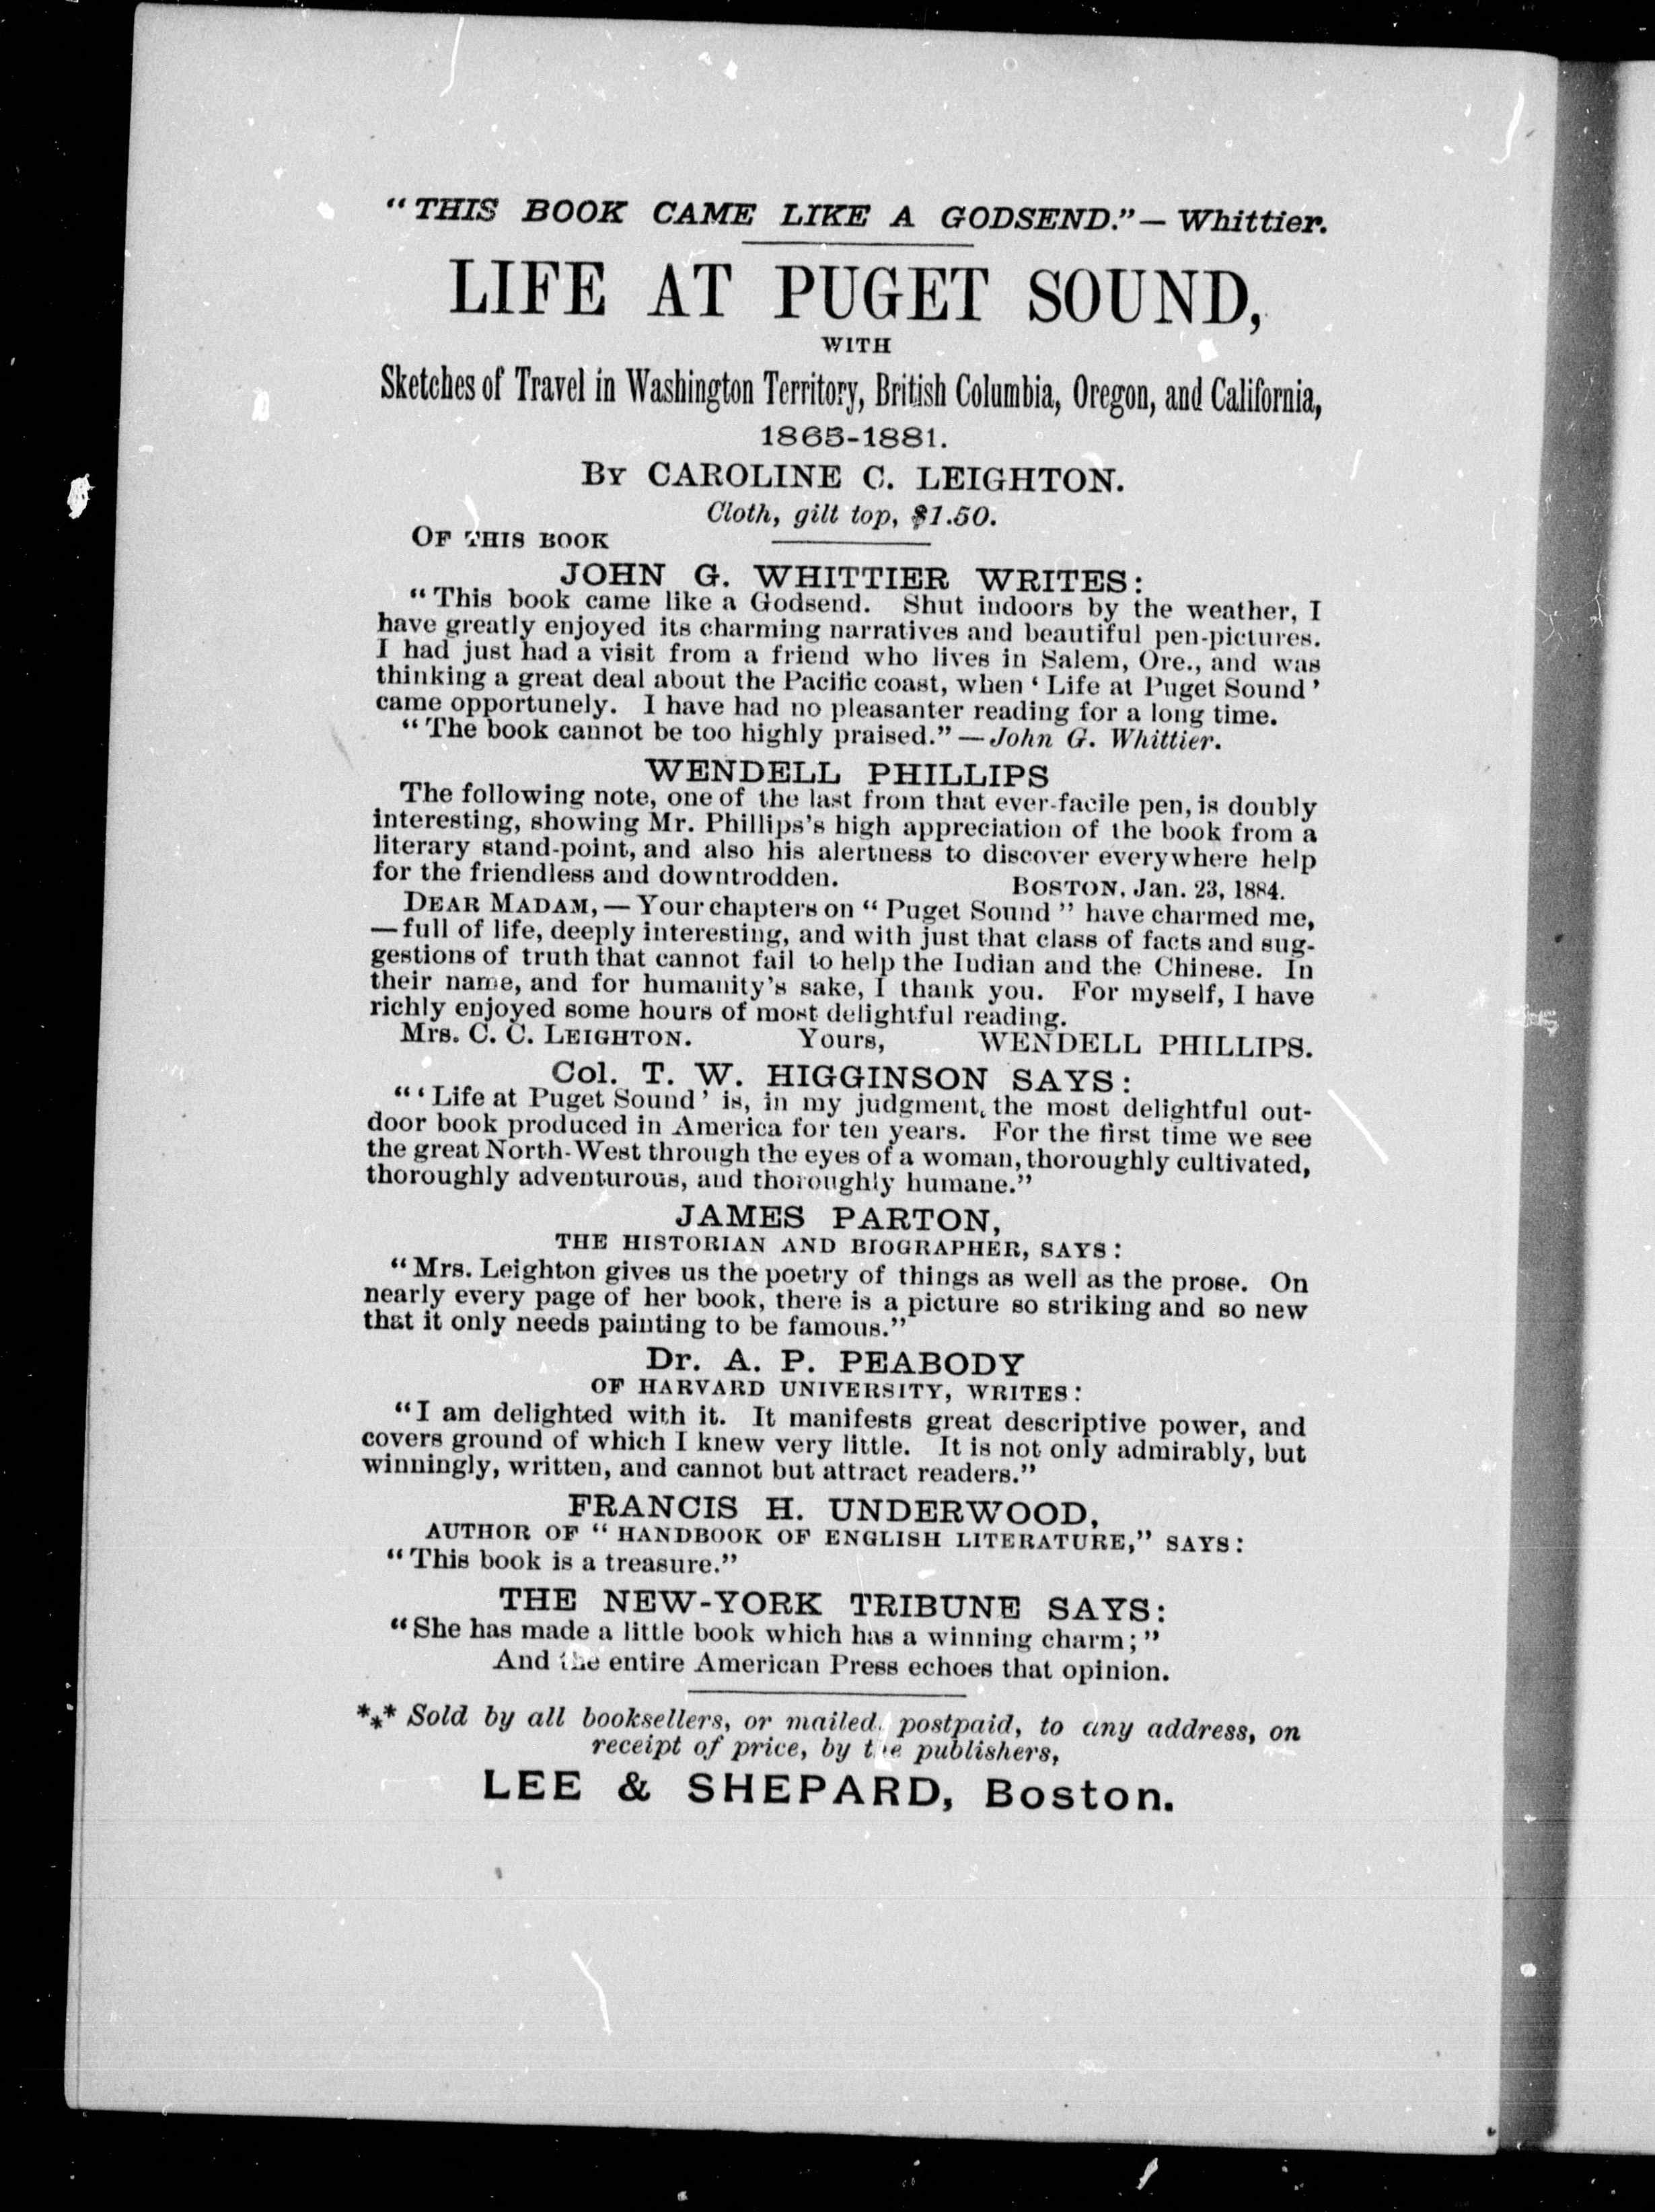 "THIS BOOK CAME LIKE A GODSEND."—Whittier.
LIFE AT PUGET SOUND,
WITH
Sketches of Travel in Washington Territory, British Columbia, Oregon, and California,
1865-1881.
BY CAROLINE C. LEIGHTON.
Cloth, gilt top, $1.50.
OF THIS BOOK
JOHN G. WHITTIER WRITES:
"This book came like a Godsend. Shut indoors by the weather, I
have greatly enjoyed its charming narratives and beautiful pen-pictures.
I had just had a visit from a friend who lives in Salem, Ore., and was
thinking a great deal about the Pacific coast, when 'Life at Puget Sound'
came opportunely. I have had no pleasanter reading for a long time.
"The book cannot be too highly praised."—John G. Whittier.
WENDELL PHILLIPS
The following note, one of the last from that ever-facile pen, is doubly
interesting, showing Mr. Phillips's high appreciation of the book from a
literary stand-point, and also his alertness to discover everywhere help
for the friendless and downtrodden. BOSTON, Jan. 23, 1884.
DEAR MADAM,—Your chapters on "Puget Sound" have charmed me,
—full of life, deeply interesting, and with just that class of facts and sug-
gestions of truth that cannot fail to help the Indian and the Chinese. In
their name, and for humanity's sake, I thank you. For myself, I have
richly enjoyed some hours of most delightful reading.
Mrs. C. C. LEIGHTON. Yours, WENDELL PHILLIPS.
Col. T. W. HIGGINSON SAYS:
"'Life at Puget Sound' is, in my judgment, the most delightful out-
door book produced in America for ten years. For the first time we see
the great North-West through the eyes of a woman, thoroughly cultivated,
thoroughly adventurous, and thoroughly humane."
JAMES PARTON,
THE HISTORIAN AND BIOGRAPHER, SAYS:
"Mrs. Leighton gives us the poetry of things as well as the prose. On
nearly every page of her book, there is a picture so striking and so new
that it only needs painting to be famous."
Dr. A. P. PEABODY
OF HARVARD UNIVERSITY, WRITES:
"I am delighted with it. It manifests great descriptive power, and
covers ground of which I knew very little. It is not only admirably, but
winningly, written, and cannot but attract readers."
FRANCIS H. UNDERWOOD,
AUTHOR OF "HANDBOOK OF ENGLISH LITERATURE," SAYS:
"This book is a treasure."
THE NEW-YORK TRIBUNE SAYS:
"She has made a little book which has a winning charm;"
And the entire American Press echoes that opinion.
*** Sold by all booksellers, or mailed, postpaid, to any address, on
receipt of price, by the publishers,
LEE & SHEPARD, Boston.